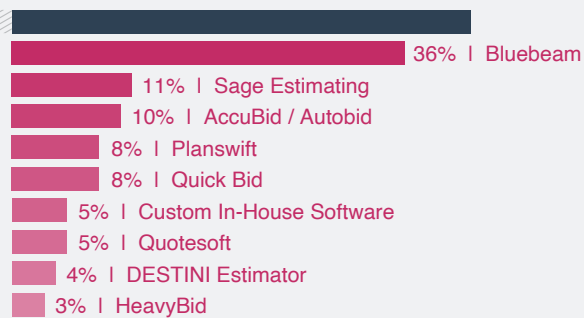 36% | Bluebeam
11% | Sage Estimating
10% | AccuBid / Autobid
8% | Planswift
8% | Quick Bid
5% | Custom In-House Software
5% | Quotesoft
4% | DESTINI Estimator
3% | HeavyBid